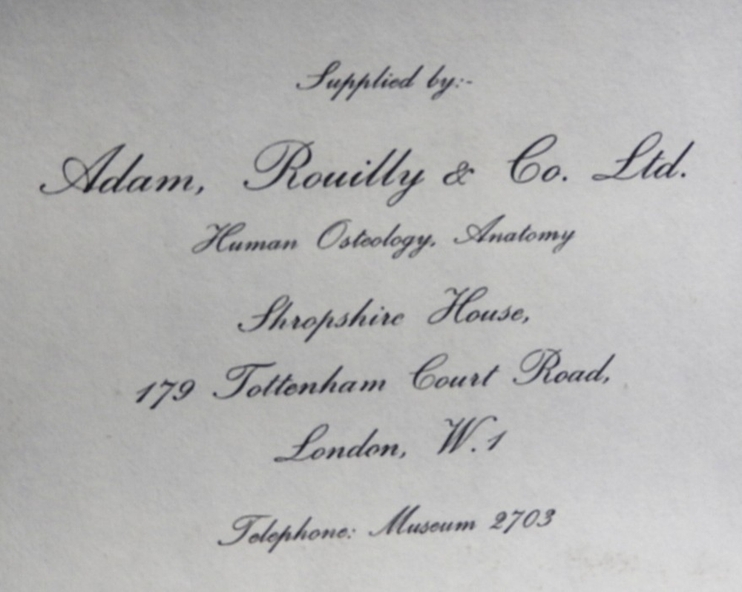 Supplied by:-
Adam, Rouilly & Co. Ltd.
Human Osteology, Anatomy
Shropshire House,
179 Tottenham Court Road,
London, W.1
Telephone: Museum 2703